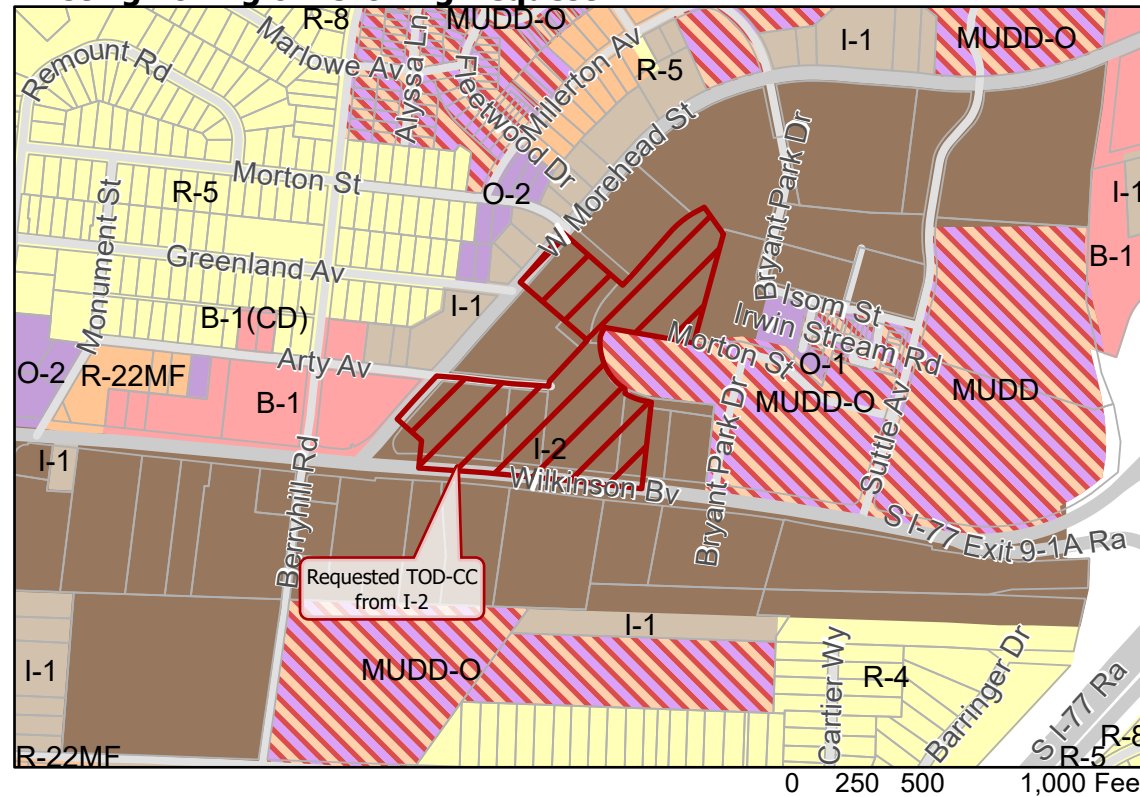 R-8
MUDD-O
I-1
MUDD-O
Marlowe Av
Alyssa Ln
Fleetwood Dr
Millerton Av
R-5
Remount Rd
W Morehead St
Bryant Park Dr
Morton St
O-2
R-5
I-1
B-1
Monument St
Greenland Av
I-1
B-1(CD)
Isom St
Irwin Stream Rd
Morton St
O-1
MUDD-O
MUDD
Arty Av
O-2
R-22MF
B-1
Bryant Park Dr
Suttle Av
I-2
Wilkinson Bv
I-1
Berryhill Rd
S I-77 Exit 9-1A Ra
Requested TOD-CC
from I-2
I-1
I-1
MUDD-O
R-4
Cartier Wy
Barringer Dr
S I-77 Ra
R-8
R-5
R-22MF
0 250 500 1,000 Fee